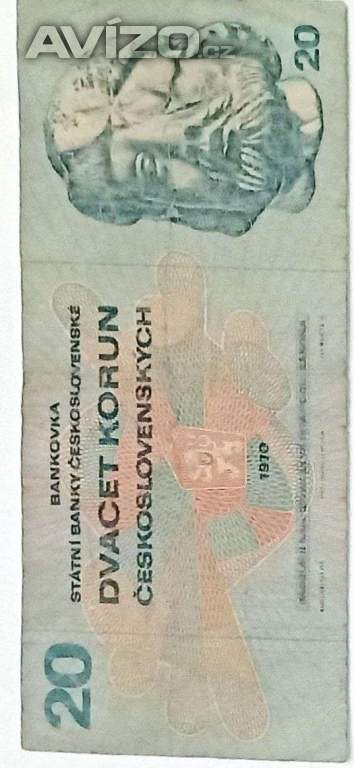 AVÍZO.cz
BANKOVKA
STÁTNÍ BANKY ČESKOSLOVENSKÉ
DVACET KORUN
ČESKOSLOVENSKÝCH
1970
20
20